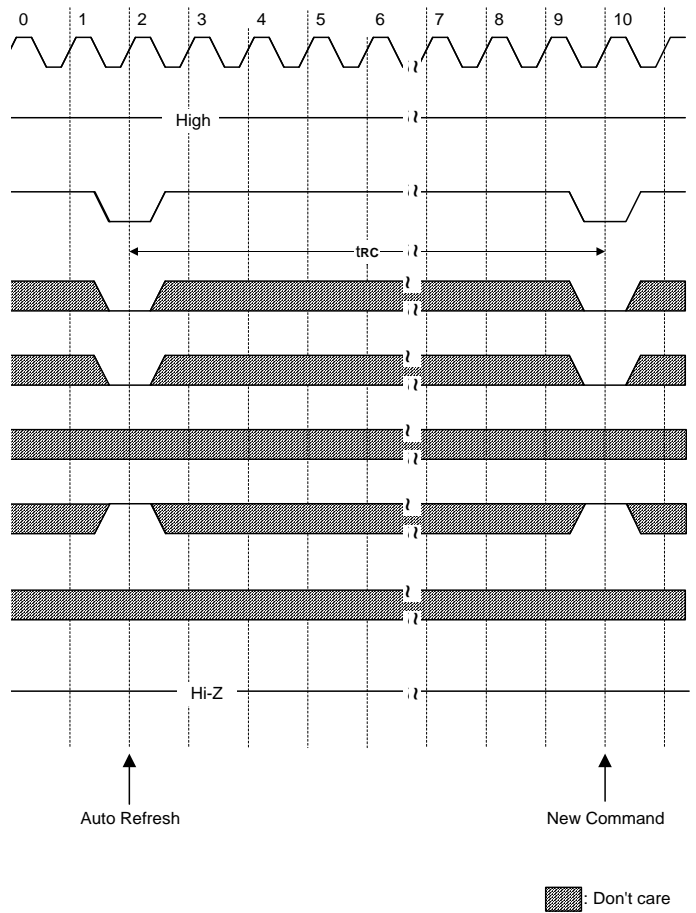 0 1 2 3 4 5 6 7 8 9 10
High
tRC
Hi-Z
Auto Refresh New Command
: Don't care